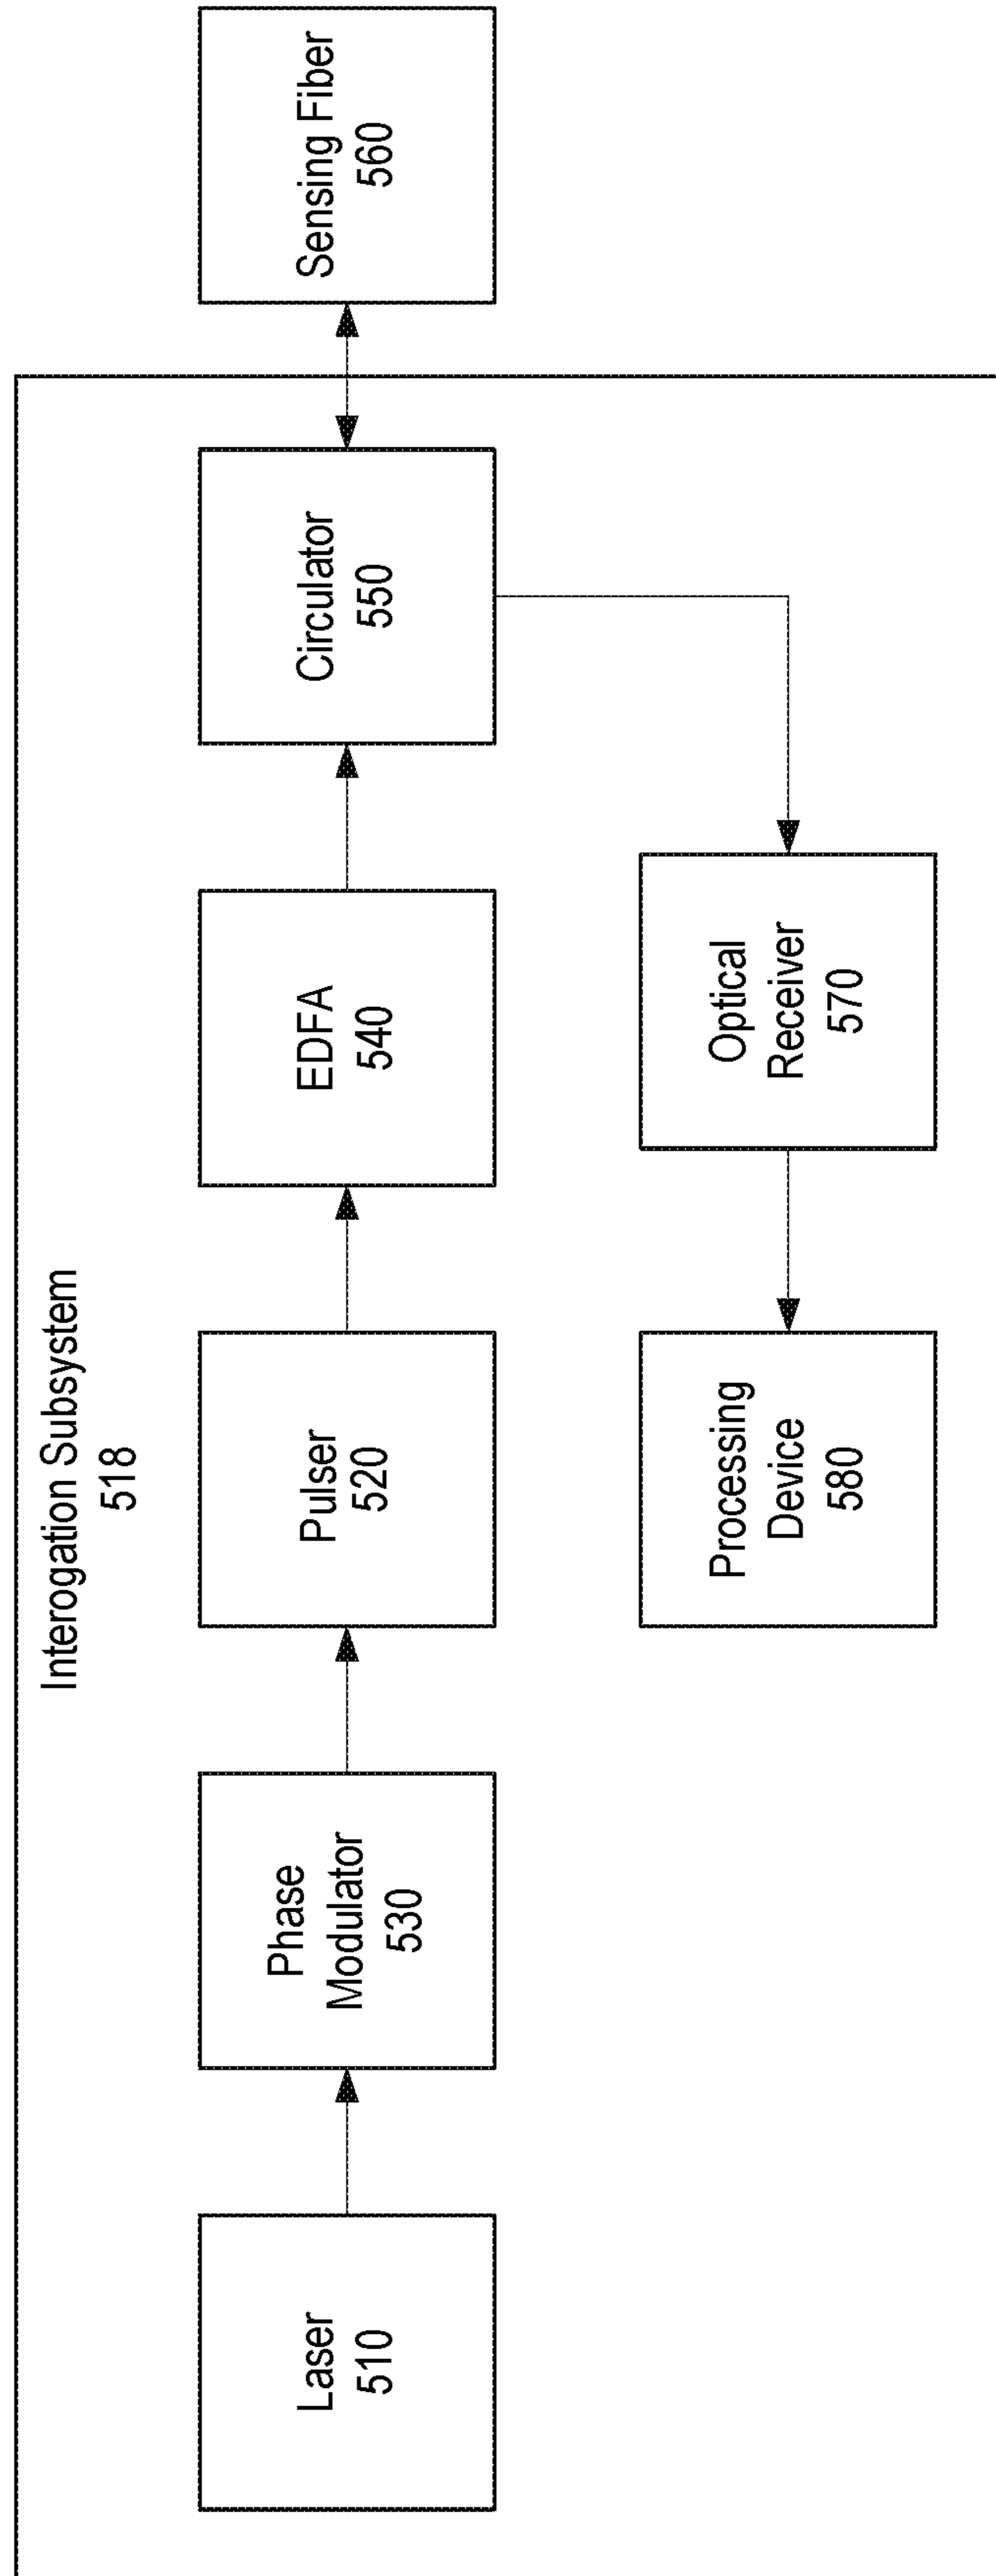 Interogation Subsystem
518
Laser
510
Phase
Modulator
530
Pulser
520
EDFA
540
Circulator
550
Sensing Fiber
560
Processing
Device
580
Optical
Receiver
570